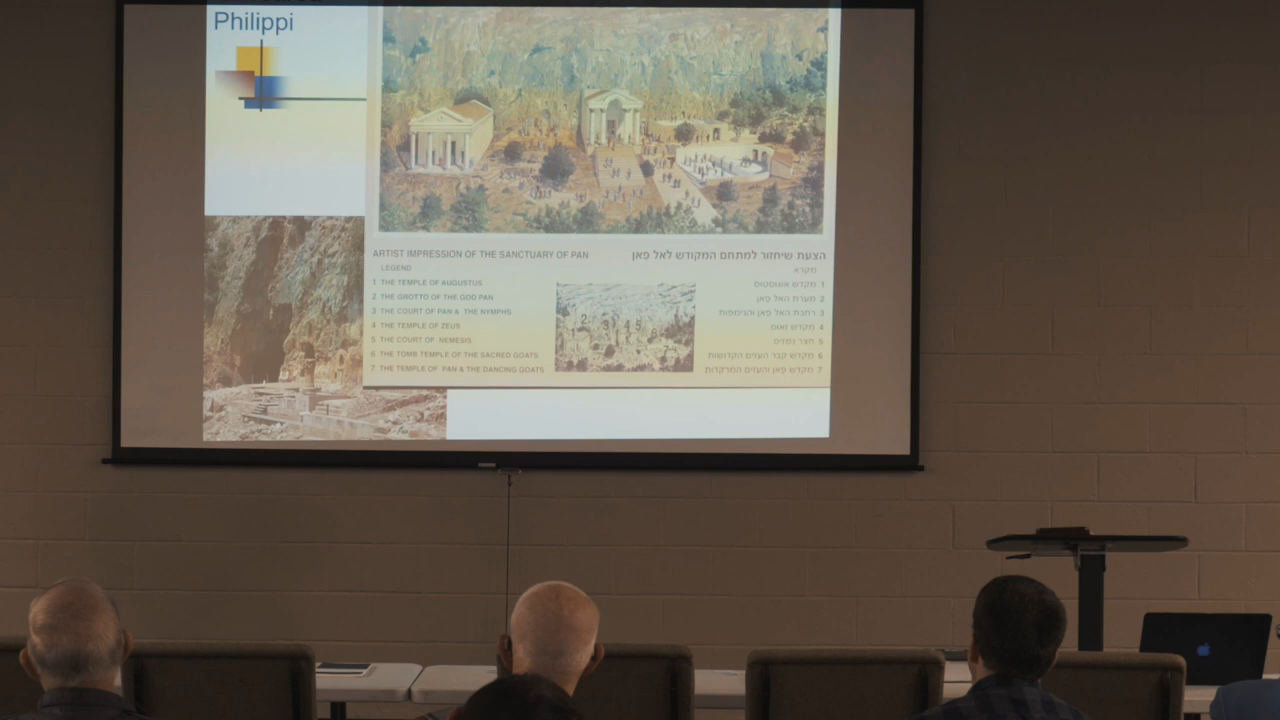 Philippi
ARTIST IMPRESSION OF THE SANCTUARY OF PAN
LEGEND
1 THE TEMPLE OF AUGUSTUS
2 THE GROTTO OF THE GOD PAN
3 THE COURT OF PAN & THE NYMPHS
4 THE TEMPLE OF ZEUS
5 THE COURT OF NEMESIS
6 THE TOMB TEMPLE OF THE SACRED GOATS
7 THE TEMPLE OF PAN & THE DANCING GOATS
הצעת שיחזור למתחם המקודש לאל פאן
מקרא
1 מקדש אוגוסטוס
2 מערת האל פאן
3 רחבת האל פאן והנימפות
4 מקדש זאוס
5 חצר נמזיס
6 מקדש קבר העזים הקדושות
7 מקדש פאן והעזים המרקדות